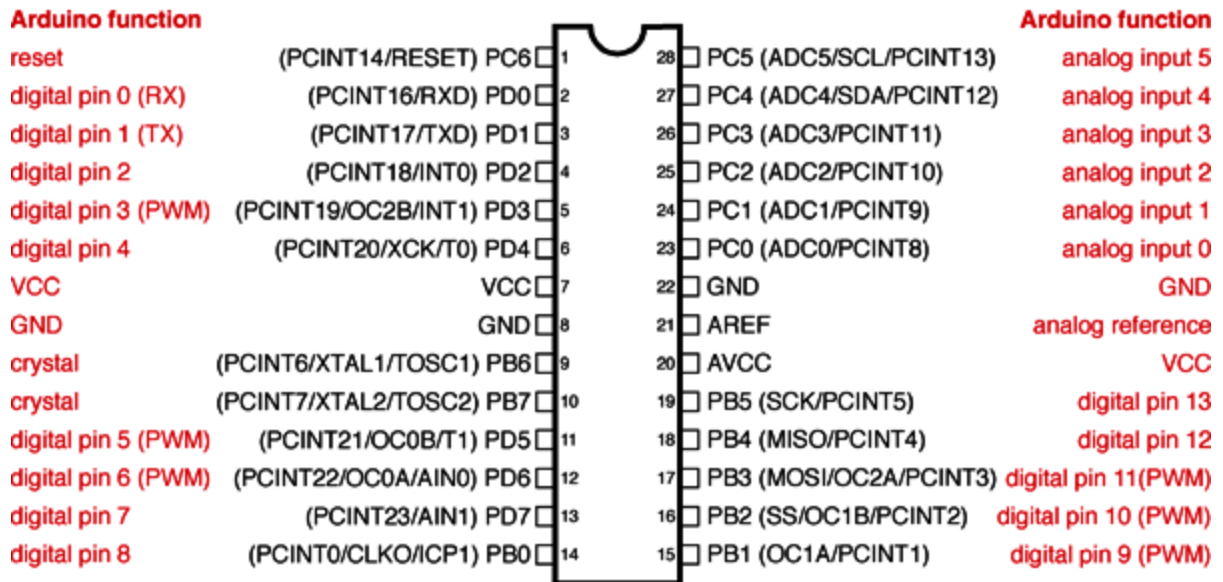 Arduino function Arduino function
reset (PCINT14/RESET) PC6 1 28 PC5 (ADC5/SCL/PCINT13) analog input 5
digital pin 0 (RX) (PCINT16/RXD) PD0 2 27 PC4 (ADC4/SDA/PCINT12) analog input 4
digital pin 1 (TX) (PCINT17/TXD) PD1 3 26 PC3 (ADC3/PCINT11) analog input 3
digital pin 2 (PCINT18/INT0) PD2 4 25 PC2 (ADC2/PCINT10) analog input 2
digital pin 3 (PWM) (PCINT19/OC2B/INT1) PD3 5 24 PC1 (ADC1/PCINT9) analog input 1
digital pin 4 (PCINT20/XCK/T0) PD4 6 23 PC0 (ADC0/PCINT8) analog input 0
VCC VCC 7 22 GND GND
GND GND 8 21 AREF analog reference
crystal (PCINT6/XTAL1/TOSC1) PB6 9 20 AVCC VCC
crystal (PCINT7/XTAL2/TOSC2) PB7 10 19 PB5 (SCK/PCINT5) digital pin 13
digital pin 5 (PWM) (PCINT21/OC0B/T1) PD5 11 18 PB4 (MISO/PCINT4) digital pin 12
digital pin 6 (PWM) (PCINT22/OC0A/AIN0) PD6 12 17 PB3 (MOSI/OC2A/PCINT3) digital pin 11(PWM)
digital pin 7 (PCINT23/AIN1) PD7 13 16 PB2 (SS/OC1B/PCINT2) digital pin 10 (PWM)
digital pin 8 (PCINT0/CLKO/ICP1) PB0 14 15 PB1 (OC1A/PCINT1) digital pin 9 (PWM)